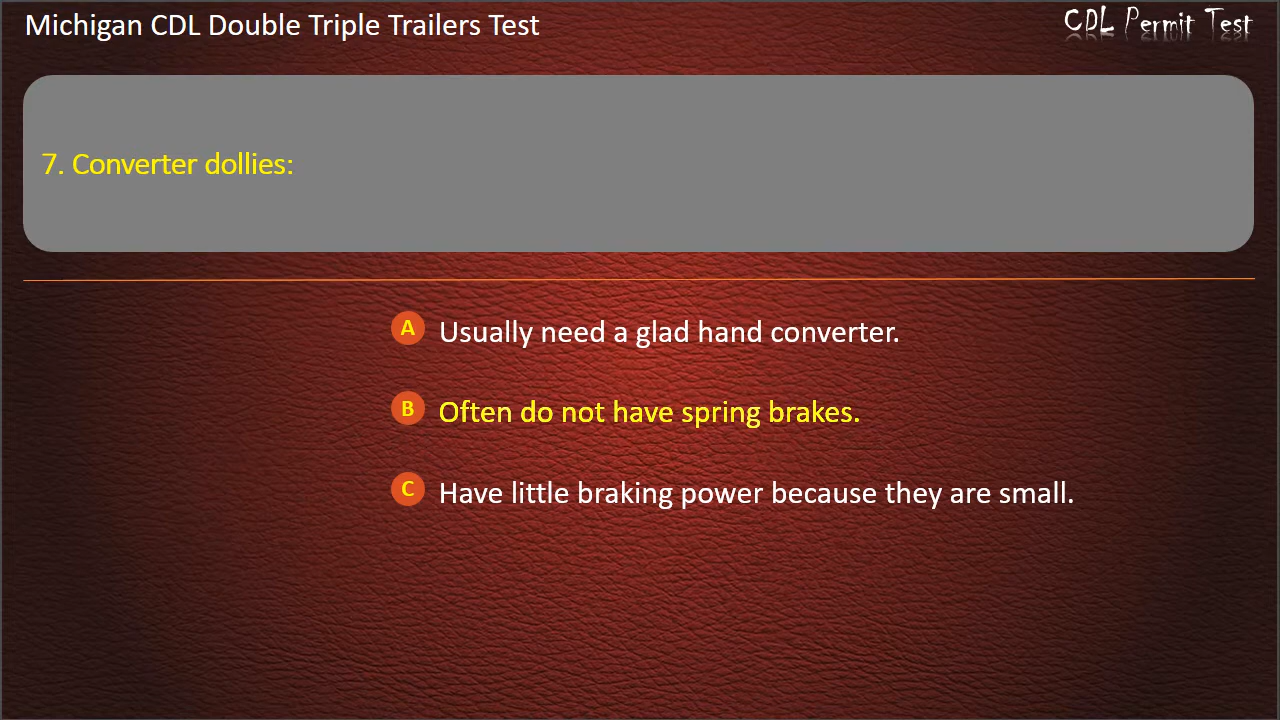 Michigan CDL Double Triple Trailers Test
CDL Permit Test
7. Converter dollies:
A Usually need a glad hand converter.
B Often do not have spring brakes.
C Have little braking power because they are small.